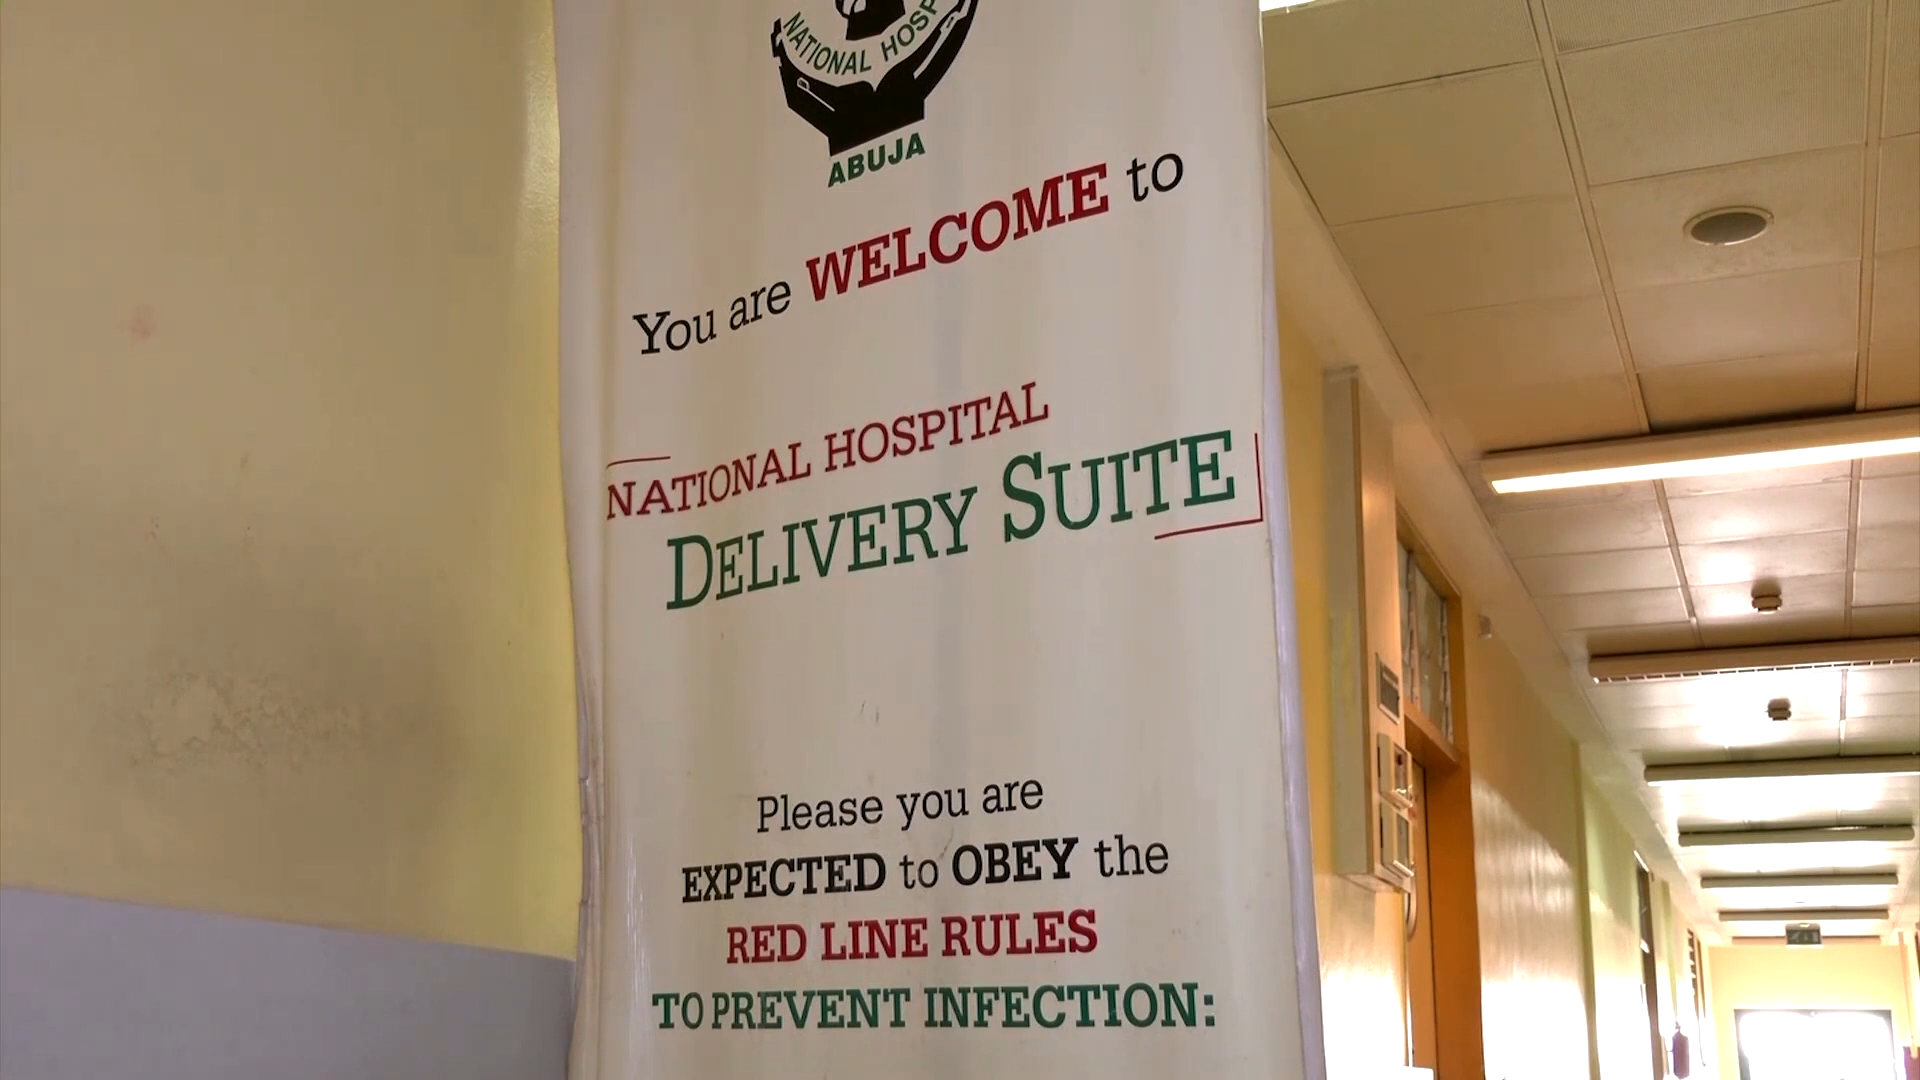 NATIONAL HOSP
ABUJA
You are WELCOME to
NATIONAL HOSPITAL
DELIVERY SUITE
Please you are
EXPECTED to OBEY the
RED LINE RULES
TO PREVENT INFECTION: